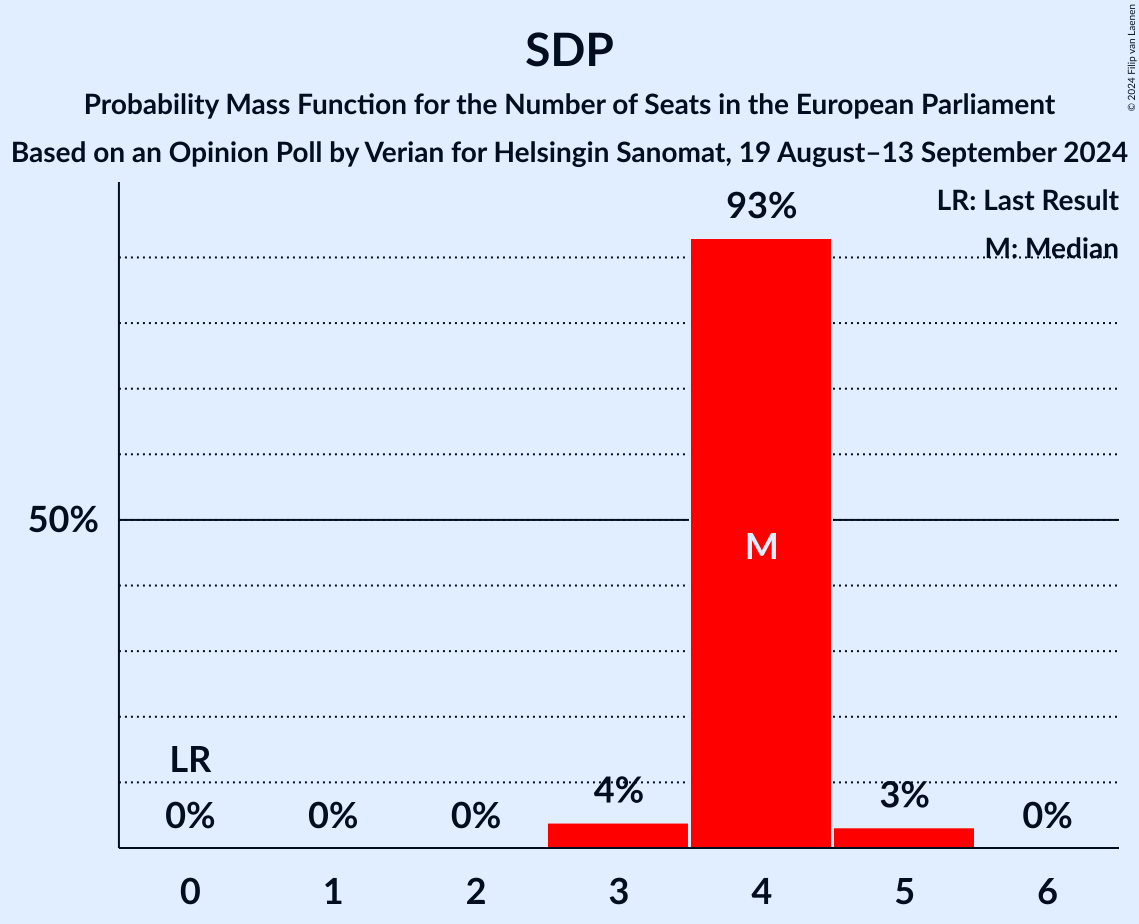 SDP
Probability Mass Function for the Number of Seats in the European Parliament
Based on an Opinion Poll by Verian for Helsingin Sanomat, 19 August–13 September 2024
© 2024 Filip van Laenen
LR: Last Result
M: Median
93%
50%
M
LR
0%
0%
0%
4%
3%
0%
0
1
2
3
4
5
6